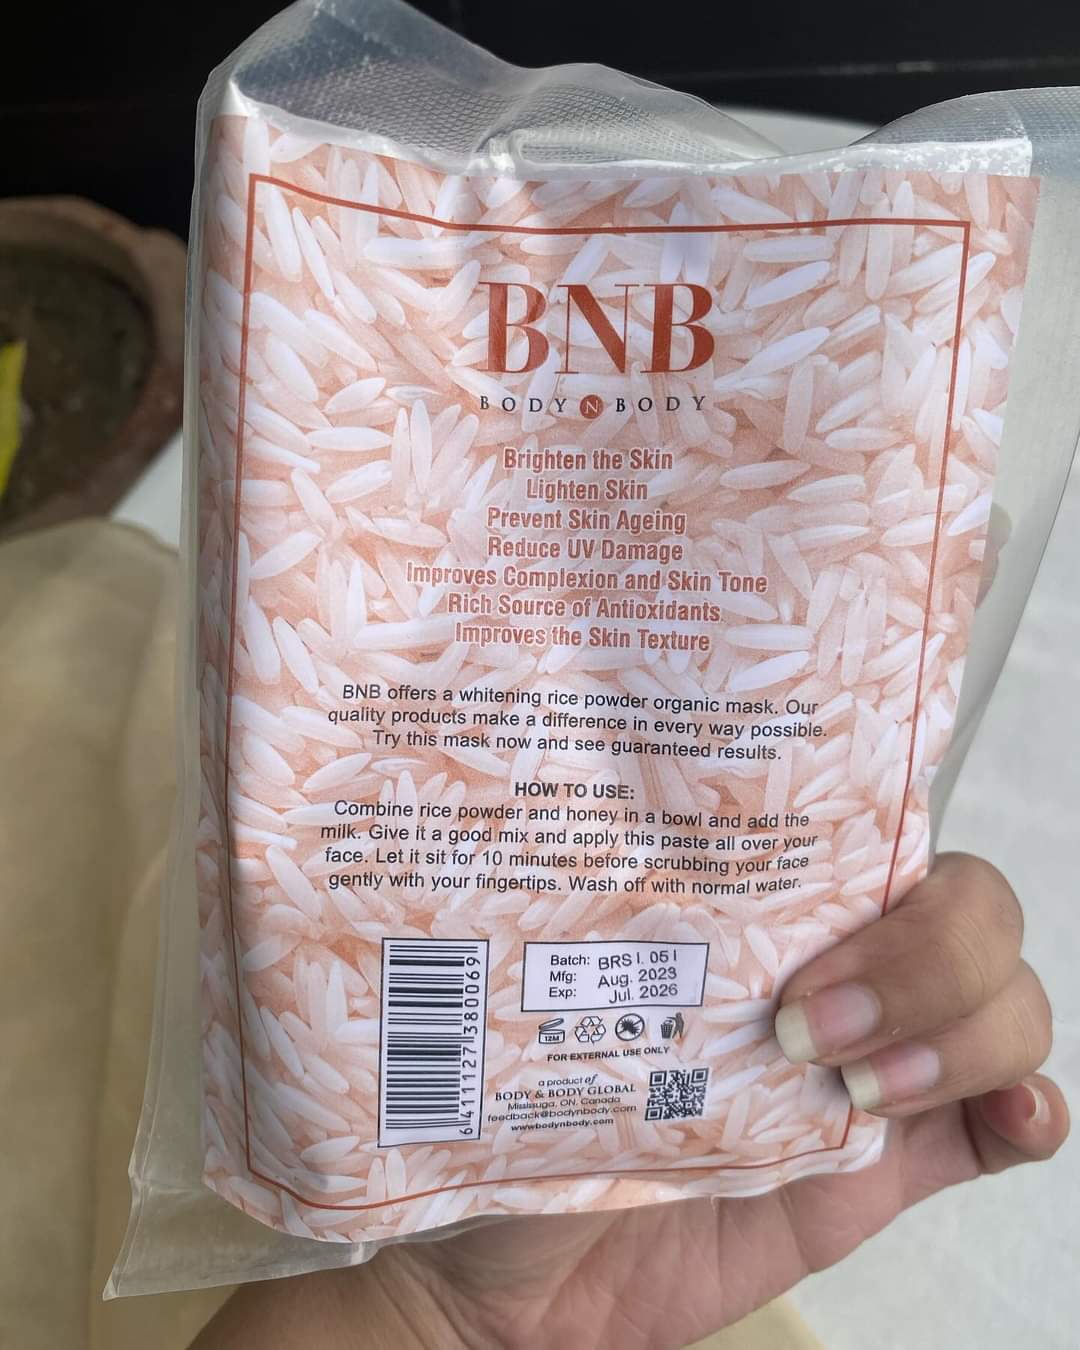 BNB
BODY N BODY
Brighten the Skin
Lighten Skin
Prevent Skin Ageing
Reduce UV Damage
Improves Complexion and Skin Tone
Rich Source of Antioxidants
Improves the Skin Texture
BNB offers a whitening rice powder organic mask. Our
quality products make a difference in every way possible.
Try this mask now and see guaranteed results.
HOW TO USE:
Combine rice powder and honey in a bowl and add the
milk. Give it a good mix and apply this paste all over your
face. Let it sit for 10 minutes before scrubbing your face
gently with your fingertips. Wash off with normal water.
6 411127 380069
Batch: BRS I. 05 I
Mfg: Aug. 2023
Exp: Jul. 2026
12M
FOR EXTERNAL USE ONLY
a product of
BODY & BODY GLOBAL
Missisuga, ON, Canada
feedback@bodynbody.com
www.bodynbody.com